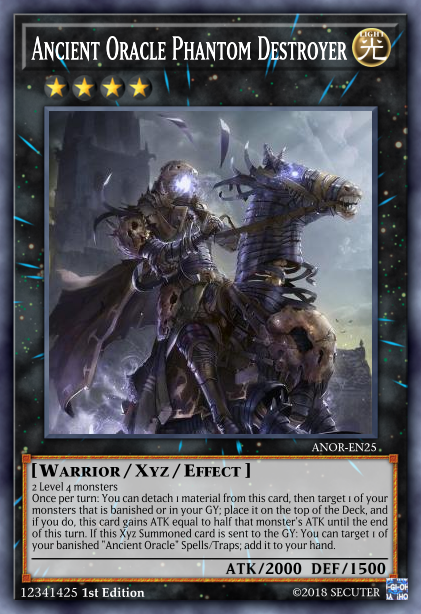 ANCIENT ORACLE PHANTOM DESTROYER
LIGHT
光
ANOR-EN25
[WARRIOR/XYZ/EFFECT]
2 Level 4 monsters
Once per turn: You can detach 1 material from this card, then target 1 of your
monsters that is banished or in your GY; place it on the top of the Deck, and
if you do, this card gains ATK equal to half that monster's ATK until the end
of this turn. If this Xyz Summoned card is sent to the GY: You can target 1 of
your banished "Ancient Oracle" Spells/Traps; add it to your hand.
ATK/2000 DEF/1500
12341425 1st Edition
©2018 SECUTER